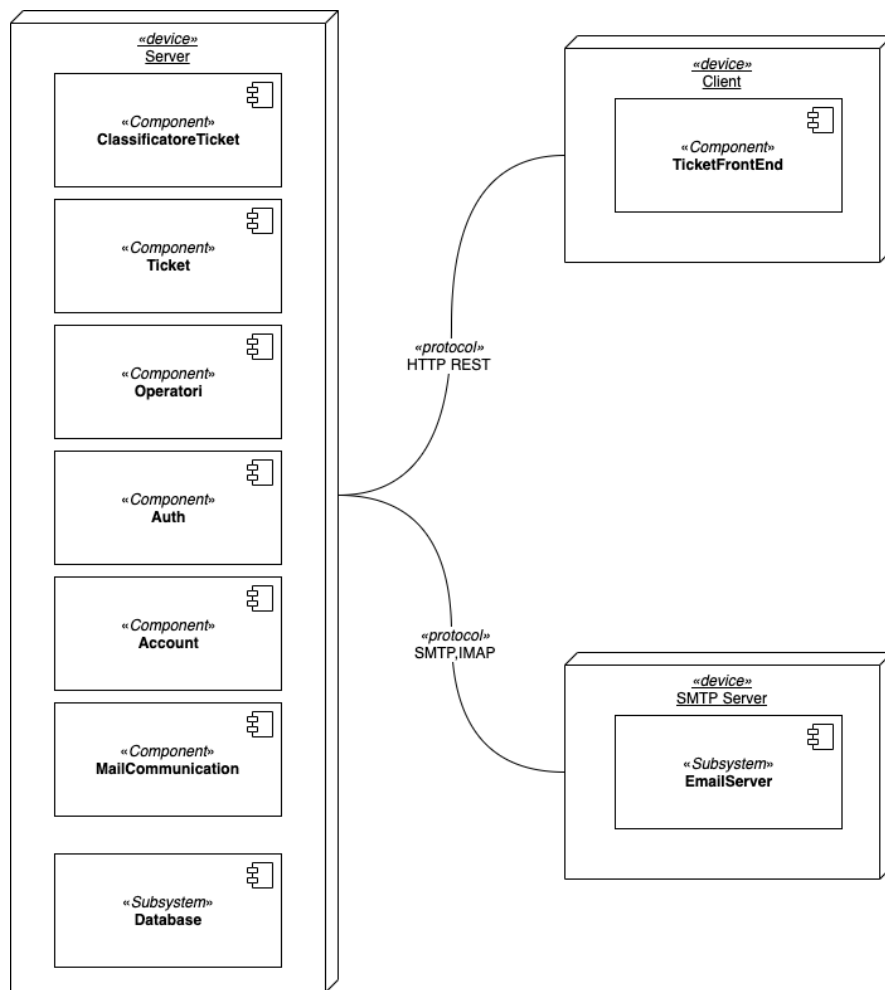 «device»
Server
«Component»
ClassificatoreTicket
«Component»
Ticket
«Component»
Operatori
«Component»
Auth
«Component»
Account
«Component»
MailCommunication
«Subsystem»
Database
«protocol»
HTTP REST
«protocol»
SMTP,IMAP
«device»
Client
«Component»
TicketFrontEnd
«device»
SMTP Server
«Subsystem»
EmailServer